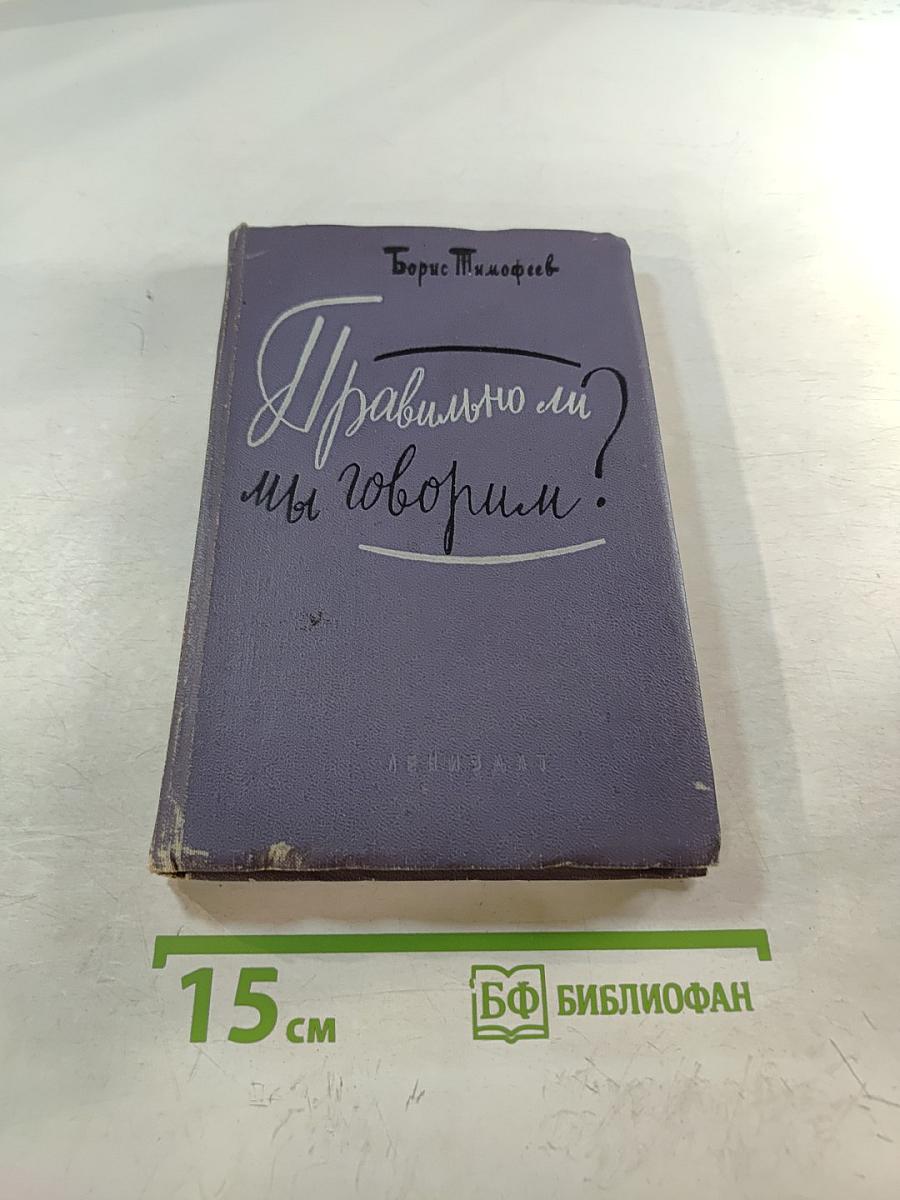 Борис Тимофеев
Правильно ли
мы говорим?
ЛЕНИЗДАТ
15 см
БФ БИБЛИОФАН